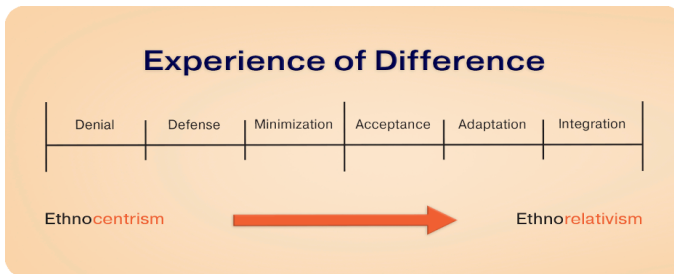 Experience of Difference
Denial Defense Minimization Acceptance Adaptation Integration
Ethnocentrism Ethnorelativism